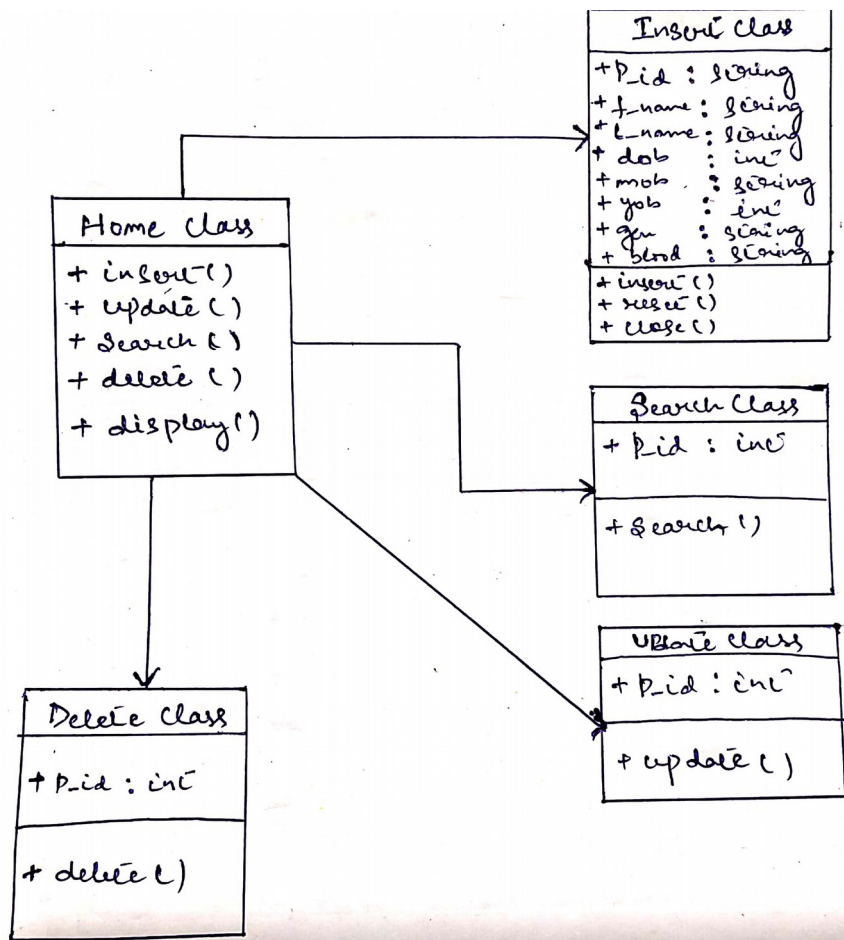 Insert Class
+ P_id : string
+ f_name : string
+ l_name : string
+ dob : int
+ mob : string
+ yob : int
+ gen : string
+ blood : string
+ insert()
+ reset()
+ close()
Home Class
+ insert()
+ update()
+ Search()
+ delete()
+ display()
Search Class
+ P_id : int
+ Search()
Update Class
+ P_id : int
+ update()
Delete Class
+ P_id : int
+ delete()